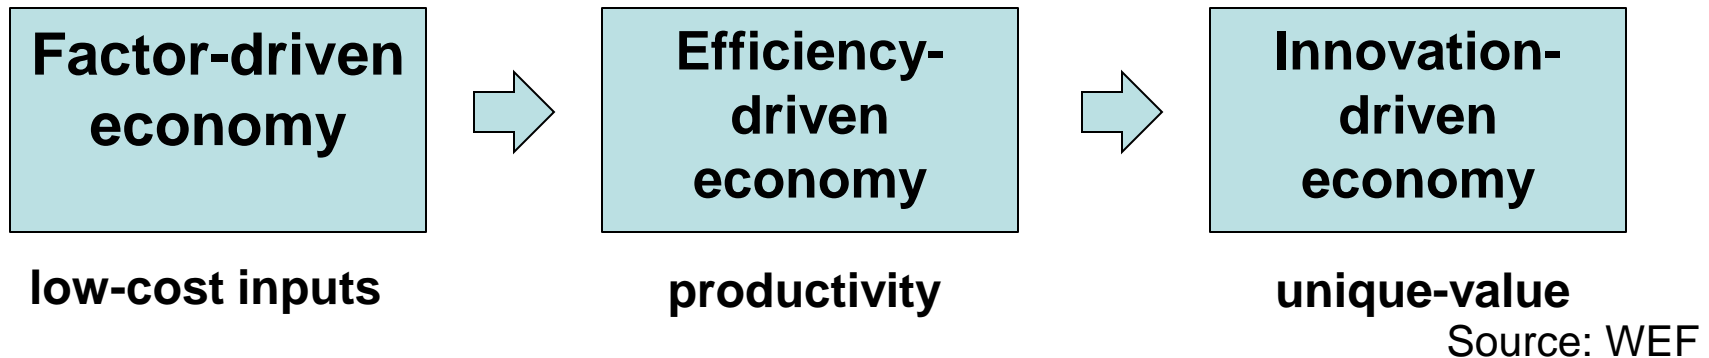 Factor-driven
economy
Efficiency-
driven
economy
Innovation-
driven
economy
low-cost inputs
productivity
unique-value
Source: WEF